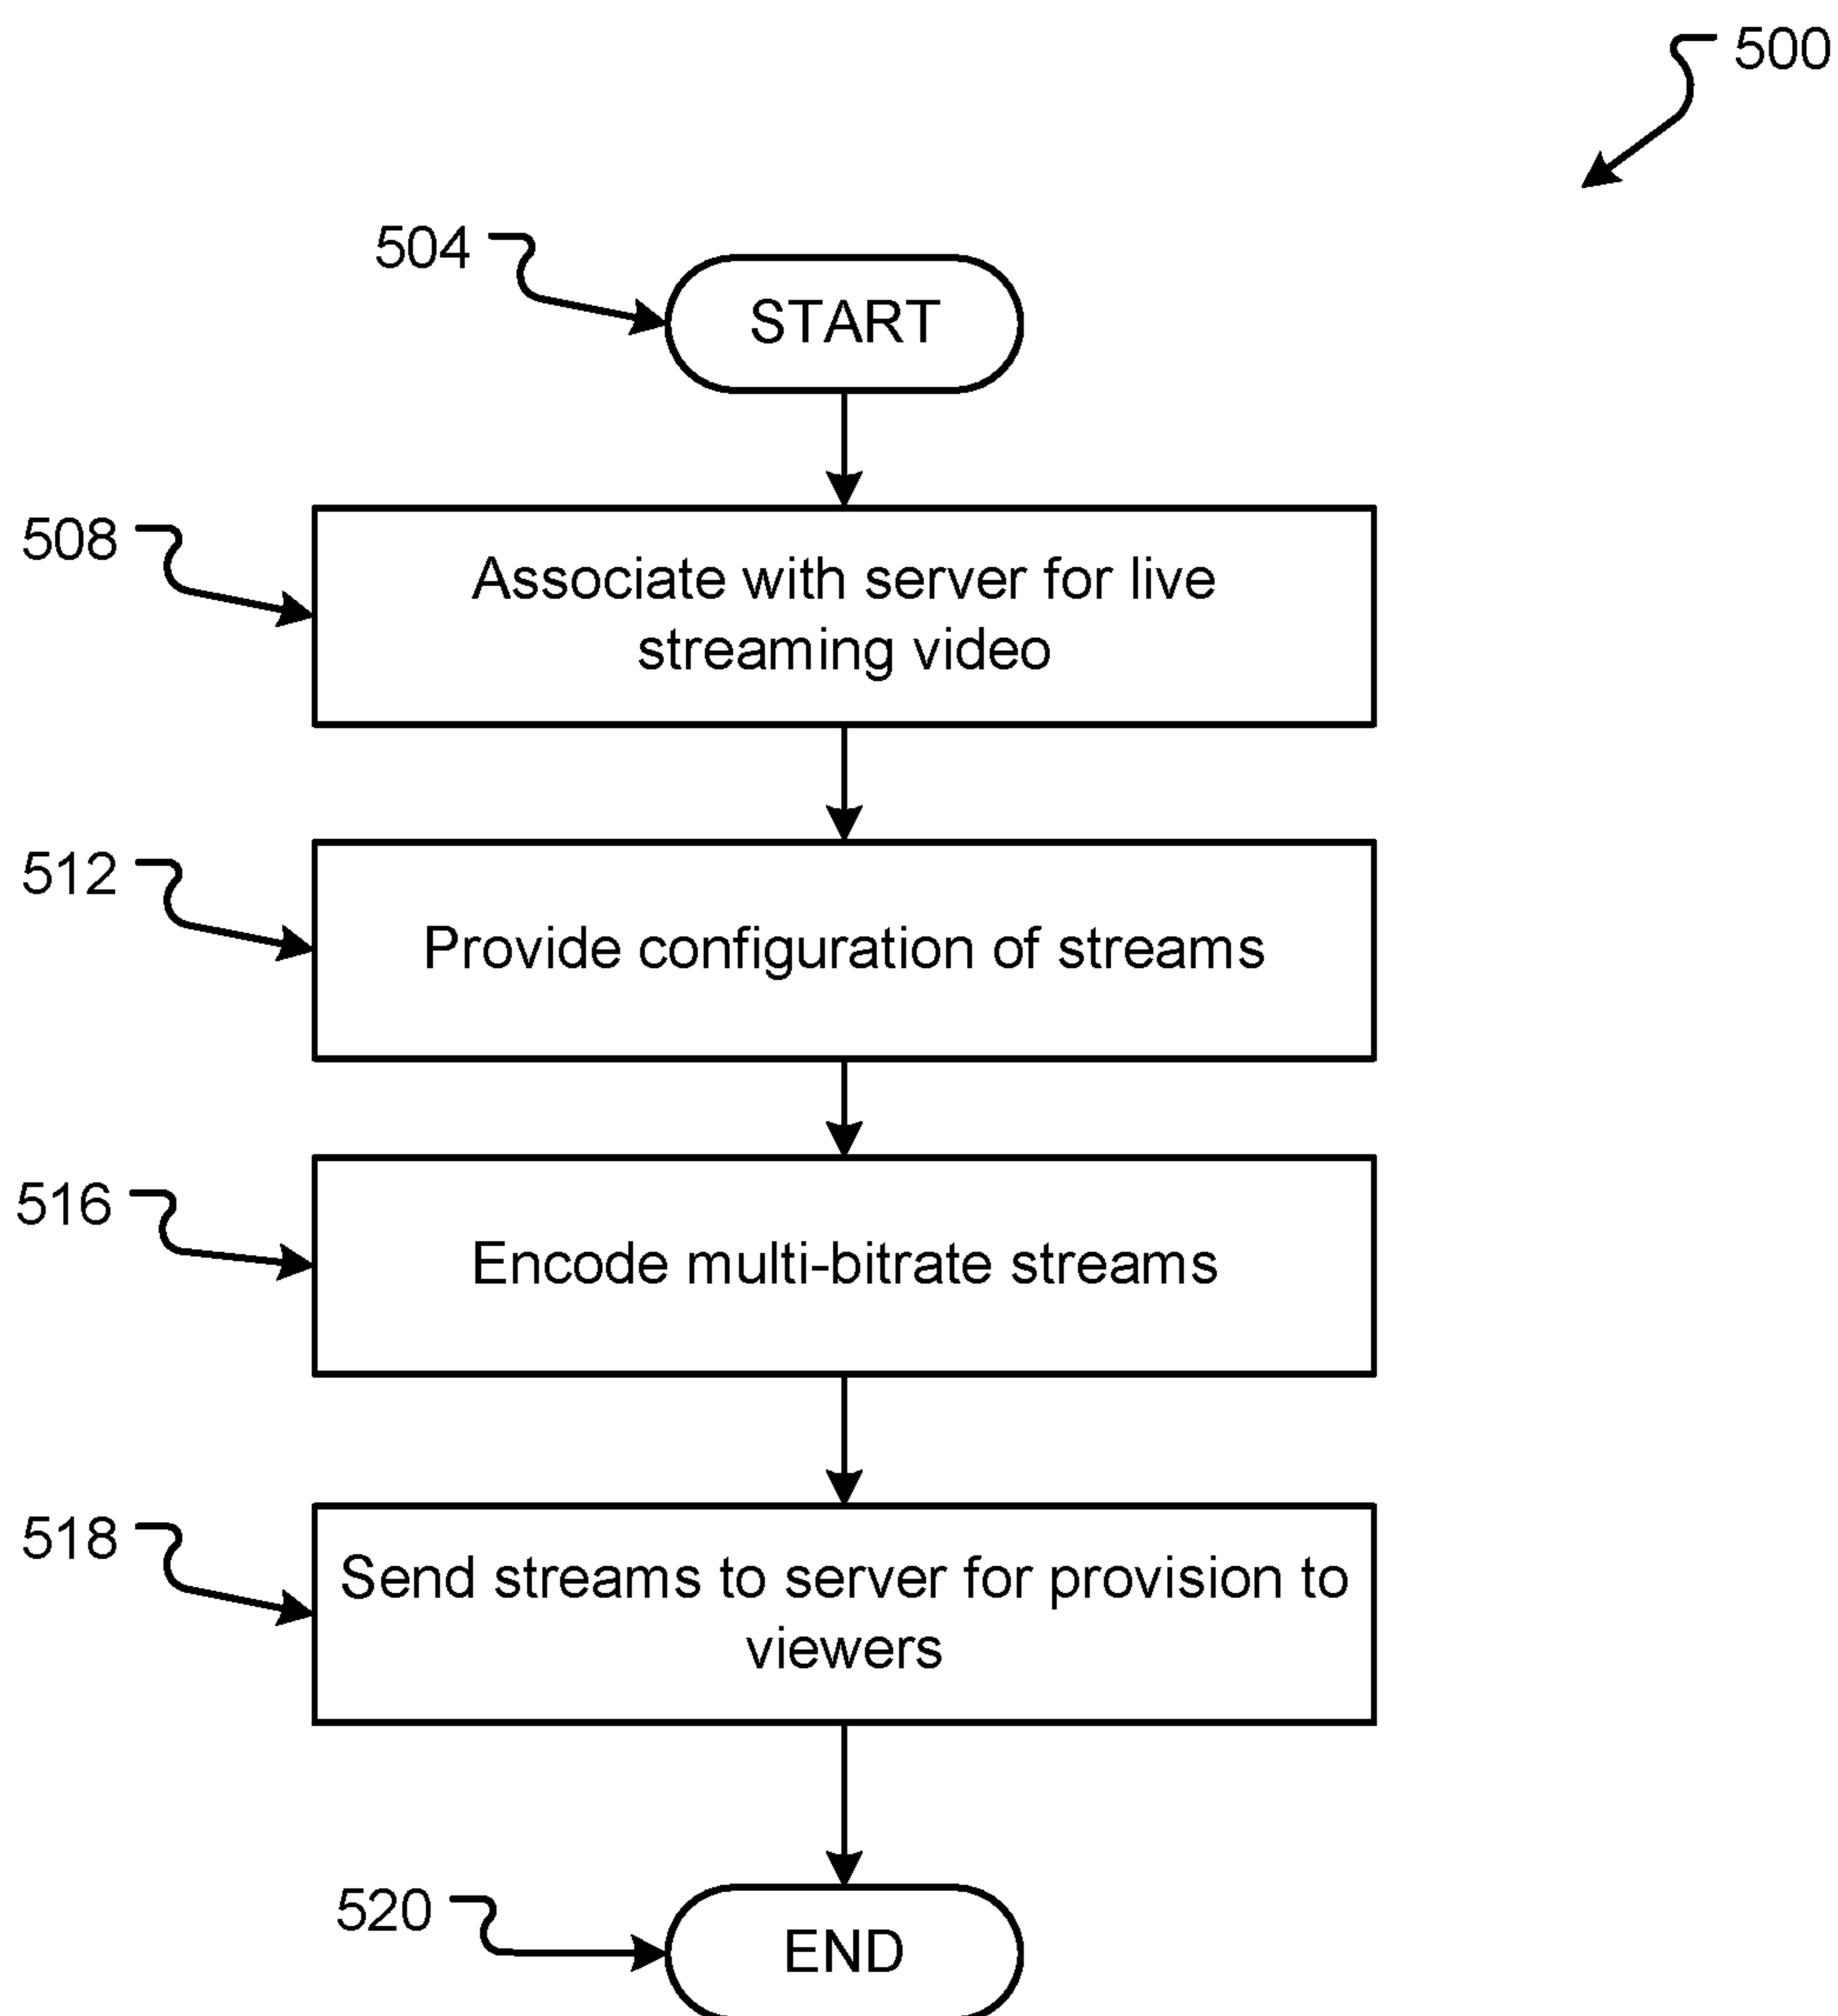 500
504
START
508
Associate with server for live
streaming video
512
Provide configuration of streams
516
Encode multi-bitrate streams
518
Send streams to server for provision to
viewers
520
END